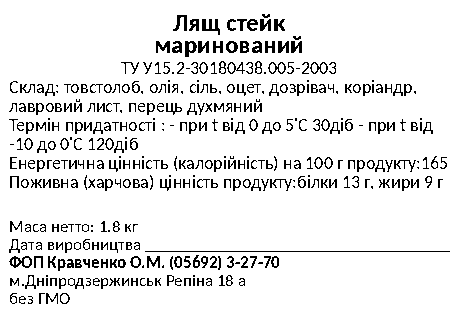 Лящ стейк
маринований
ТУ У15.2-30180438.005-2003
Склад: товстолоб, олія, сіль, оцет, дозрівач, коріандр,
лавровий лист, перець духмяний
Термін придатності : - при t від 0 до 5˚С 30діб - при t від
-10 до 0˚С 120діб
Енергетична цінність (калорійність) на 100 г продукту:165
Поживна (харчова) цінність продукту:білки 13 г, жири 9 г
Маса нетто: 1.8 кг
Дата виробництва ___________________________________
ФОП Кравченко О.М. (05692) 3-27-70
м.Дніпродзержинськ Репіна 18 а
без ГМО